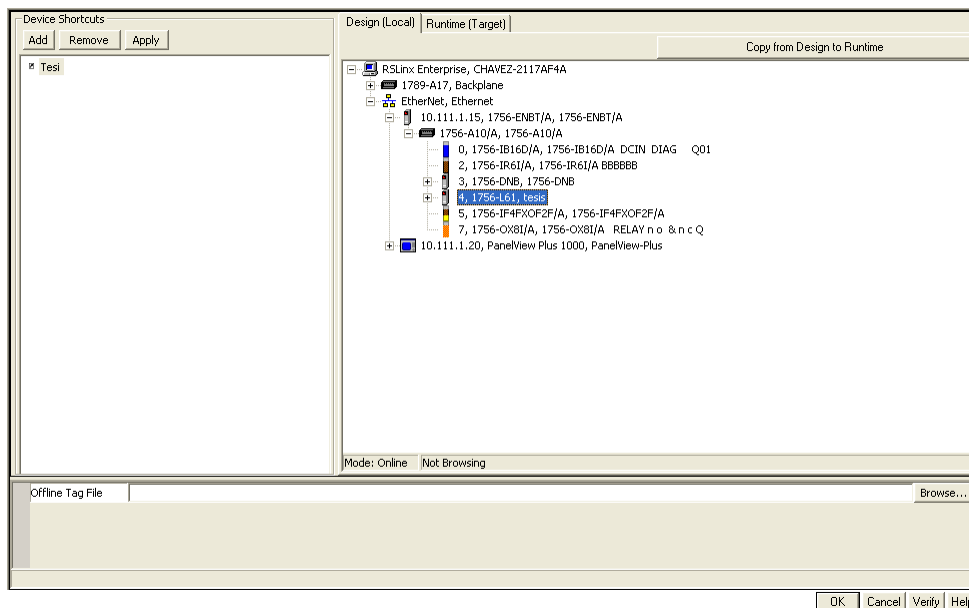 Device Shortcuts
Add Remove Apply
Tesi
Design (Local) Runtime (Target)
Copy from Design to Runtime
RSLinx Enterprise, CHAVEZ-2117AF4A
1789-A17, Backplane
EtherNet, Ethernet
10.111.1.15, 1756-ENBT/A, 1756-ENBT/A
1756-A10/A, 1756-A10/A
0, 1756-IB16D/A, 1756-IB16D/A DCIN DIAG Q01
2, 1756-IR6I/A, 1756-IR6I/A BBBBBB
3, 1756-DNB, 1756-DNB
4, 1756-L61, tesis
5, 1756-IF4FXOF2F/A, 1756-IF4FXOF2F/A
7, 1756-OX8I/A, 1756-OX8I/A RELAY n o & n c Q
10.111.1.20, PanelView Plus 1000, PanelView-Plus
Mode: Online Not Browsing
Offline Tag File Browse...
OK Cancel Verify Help